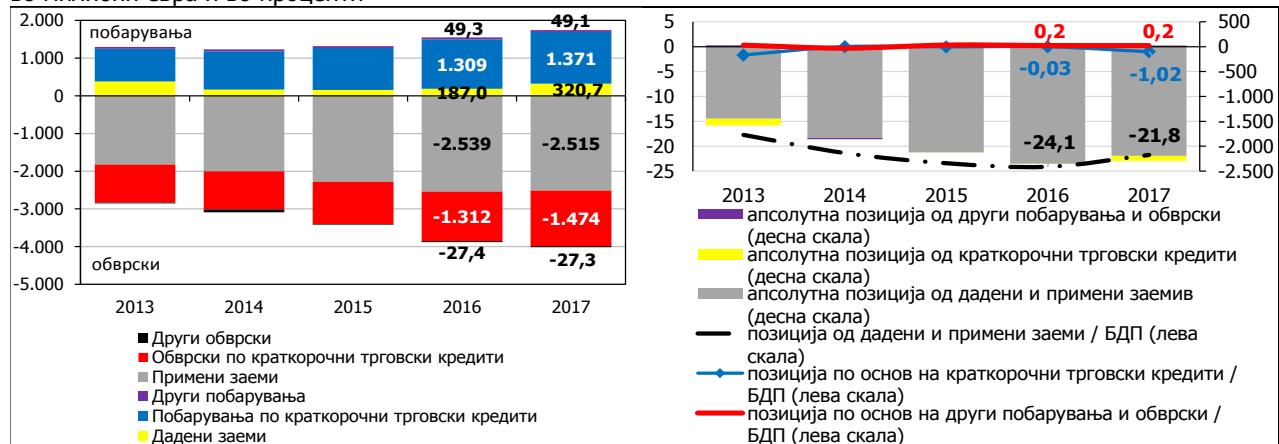 во милиони евра и во проценти
2.000
1.000
0
-1.000
-2.000
-3.000
-4.000
-5.000
побарувања
обврски
49,3
49,1
1.309
1.371
187,0
320,7
-2.539
-2.515
-1.312
-1.474
-27,4
-27,3
2013
2014
2015
2016
2017
Други обврски
Обврски по краткорочни трговски кредити
Примени заеми
Други побарувања
Побарувања по краткорочни трговски кредити
Дадени заеми
5
0
-5
-10
-15
-20
-25
0,2
0,2
-0,03
-1,02
-24,1
-21,8
500
0
-500
-1.000
-1.500
-2.000
-2.500
2013
2014
2015
2016
2017
апсолутна позиција од други побарувања и обврски
(десна скала)
апсолутна позиција од краткорочни трговски кредити
(десна скала)
апсолутна позиција од дадени и примени заемив
(десна скала)
позиција од дадени и примени заеми / БДП (лева
скала)
позиција по основ на краткорочни трговски кредити /
БДП (лева скала)
позиција по основ на други побарувања и обврски /
БДП (лева скала)